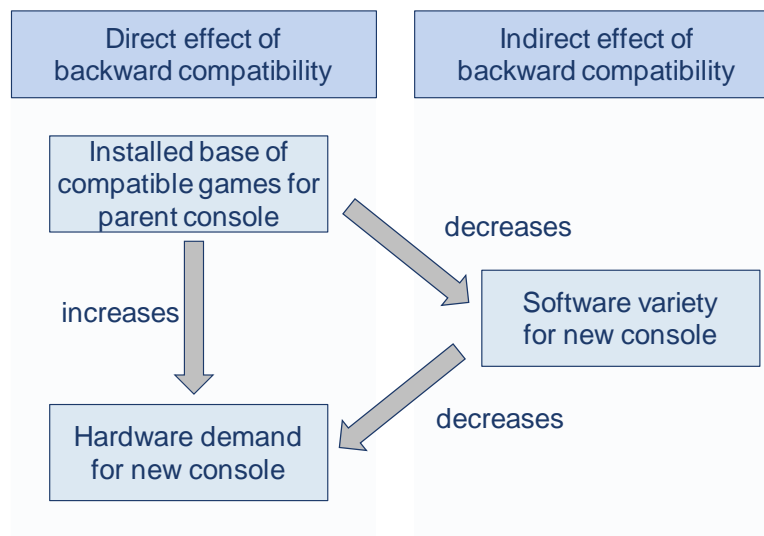 Direct effect of
backward compatibility
Indirect effect of
backward compatibility
Installed base of
compatible games for
parent console
decreases
increases
Software variety
for new console
Hardware demand
for new console
decreases